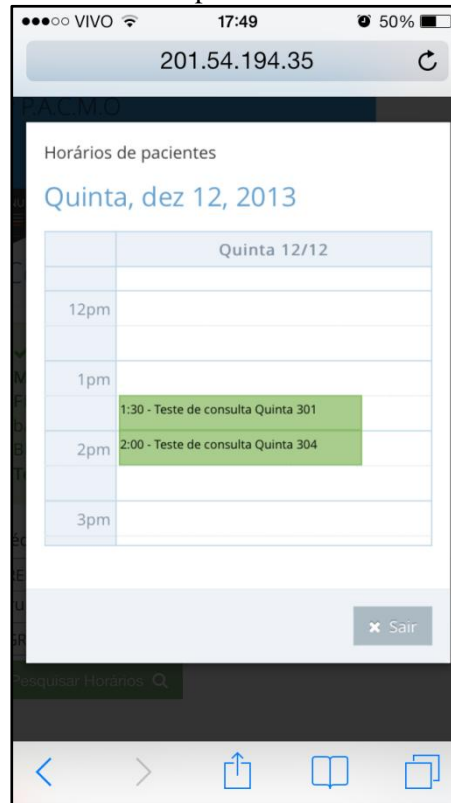 VIVO 17:49 50%
201.54.194.35
P.A.C.M.O
Horários de pacientes
Quinta, dez 12, 2013
Quinta 12/12
12pm
1pm
1:30 - Teste de consulta Quinta 301
2pm
2:00 - Teste de consulta Quinta 304
3pm
Sair
Pesquisar Horários